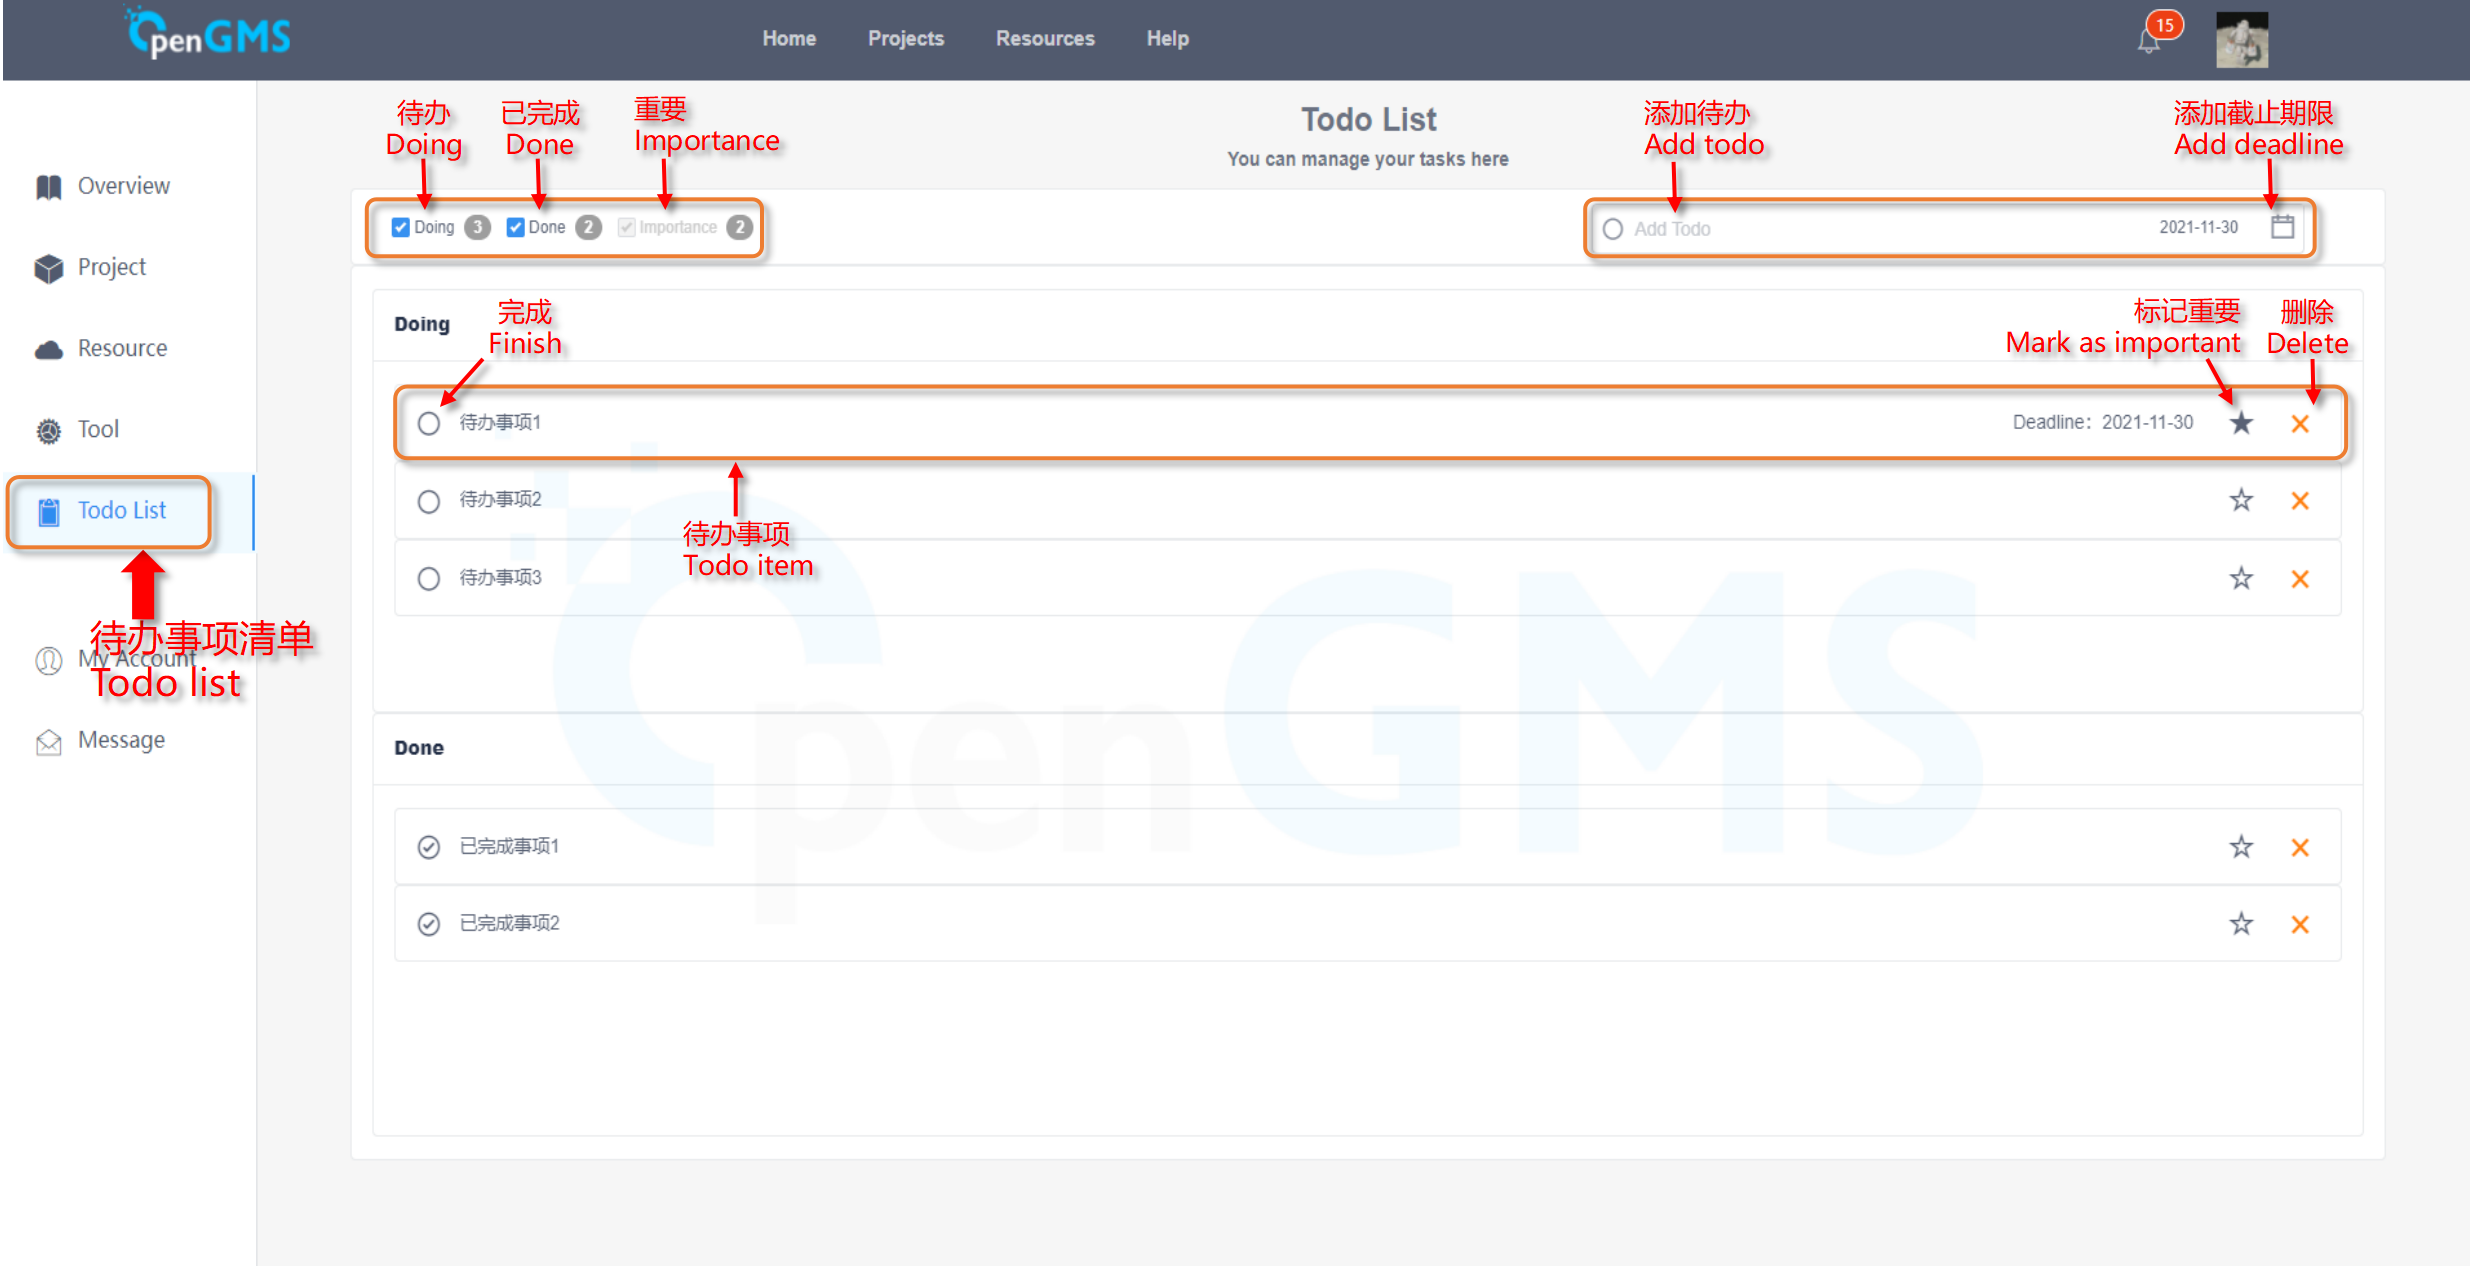 OpenGMS
Home
Projects
Resources
Help
15
Overview
Project
Resource
Tool
Todo List
My Account
Message
待办事项清单
Todo list
Todo List
You can manage your tasks here
待办
Doing
已完成
Done
重要
Importance
添加待办
Add todo
添加截止期限
Add deadline
Doing 3
Done 2
Importance 2
Add Todo
2021-11-30
Doing
完成
Finish
标记重要
Mark as important
删除
Delete
待办事项1
Deadline: 2021-11-30
待办事项2
待办事项
Todo item
待办事项3
Done
已完成事项1
已完成事项2
OpenGMS